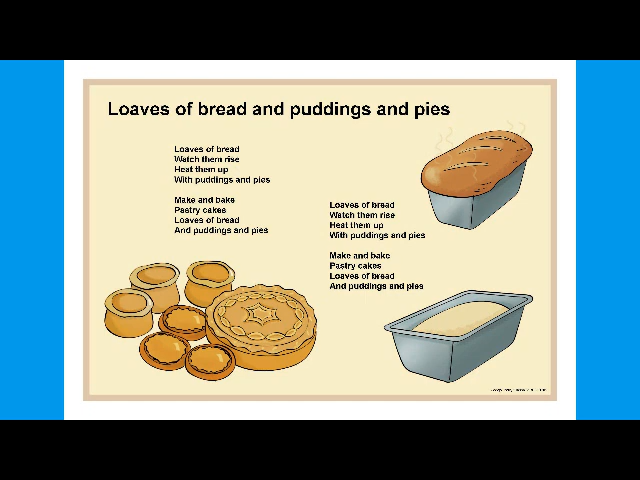 Loaves of bread and puddings and pies
Loaves of bread
Watch them rise
Heat them up
With puddings and pies
Make and bake
Pastry cakes
Loaves of bread
And puddings and pies
Loaves of bread
Watch them rise
Heat them up
With puddings and pies
Make and bake
Pastry cakes
Loaves of bread
And puddings and pies